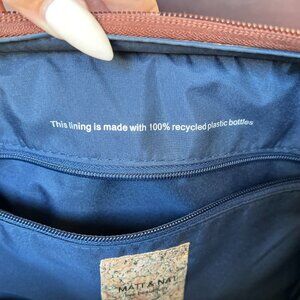 This lining is made with 100% recycled plastic bottles
MATT & NAT